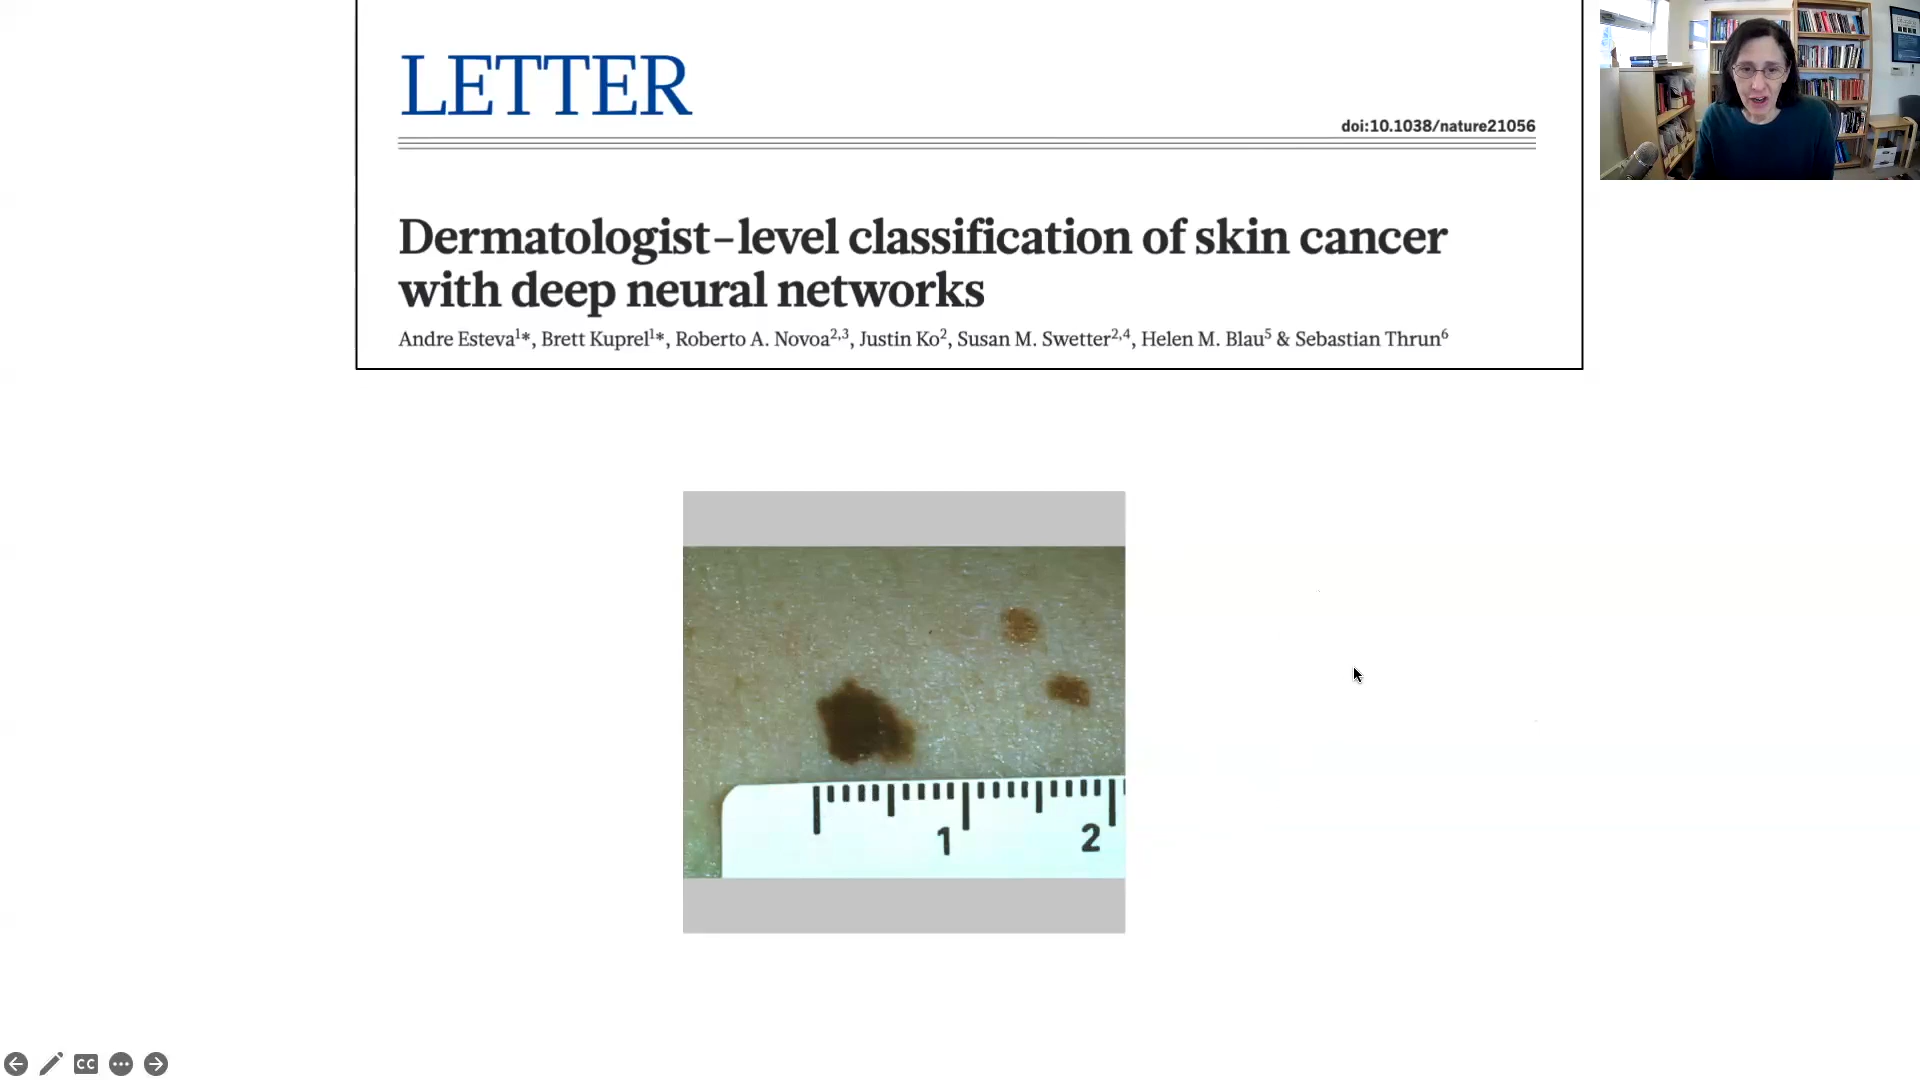 LETTER
doi:10.1038/nature21056
Dermatologist–level classification of skin cancer
with deep neural networks
Andre Esteva1*, Brett Kuprel1*, Roberto A. Novoa2,3, Justin Ko2, Susan M. Swetter2,4, Helen M. Blau5 & Sebastian Thrun6
1 2
CC